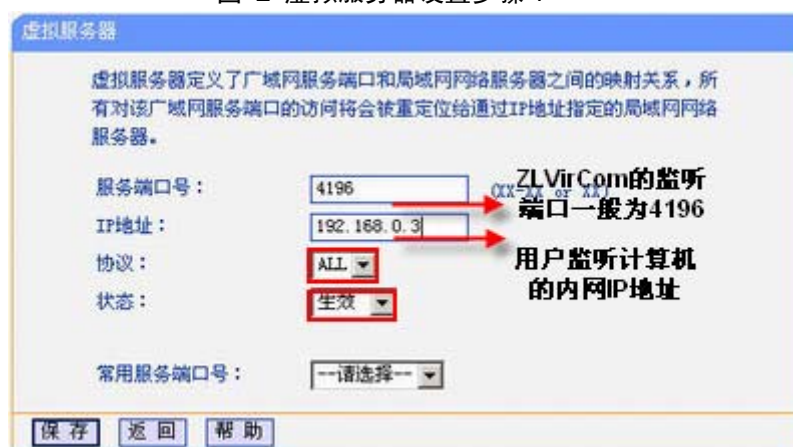 虚拟服务器
虚拟服务器定义了广域网服务端口和局域网网络服务器之间的映射关系，所
有对该广域网服务端口的访问将会被重定位给通过IP地址指定的局域网网络
服务器。
服务端口号：
4196
(XX-XX or XX)
ZLVirCom的监听
端口一般为4196
IP地址：
192.168.0.3
用户监听计算机
的内网IP地址
协议：
ALL
状态：
生效
常用服务端口号：
--请选择--
保 存
返 回
帮 助